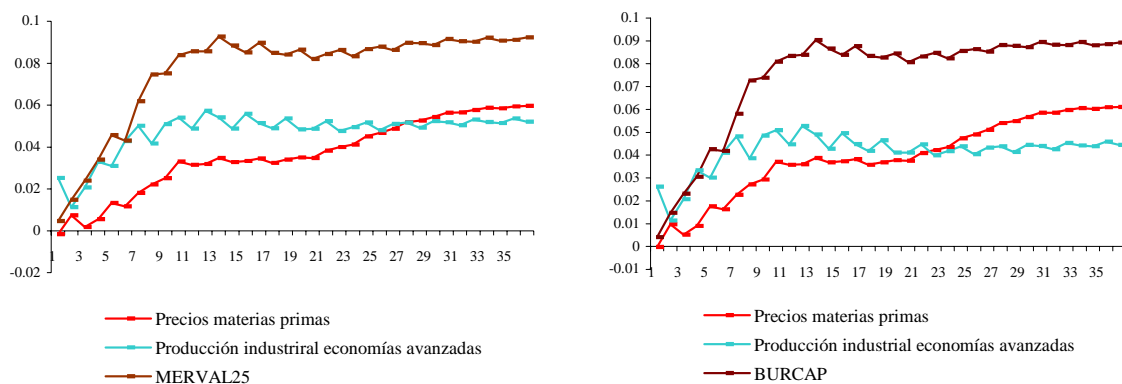 0.1
0.08
0.06
0.04
0.02
0
-0.02
1 3 5 7 9 11 13 15 17 19 21 23 25 27 29 31 33 35
Precios materias primas
Producción industriral economías avanzadas
MERVAL25
0.1
0.09
0.08
0.07
0.06
0.05
0.04
0.03
0.02
0.01
0
-0.01
1 3 5 7 9 11 13 15 17 19 21 23 25 27 29 31 33 35
Precios materias primas
Producción industrial economías avanzadas
BURCAP